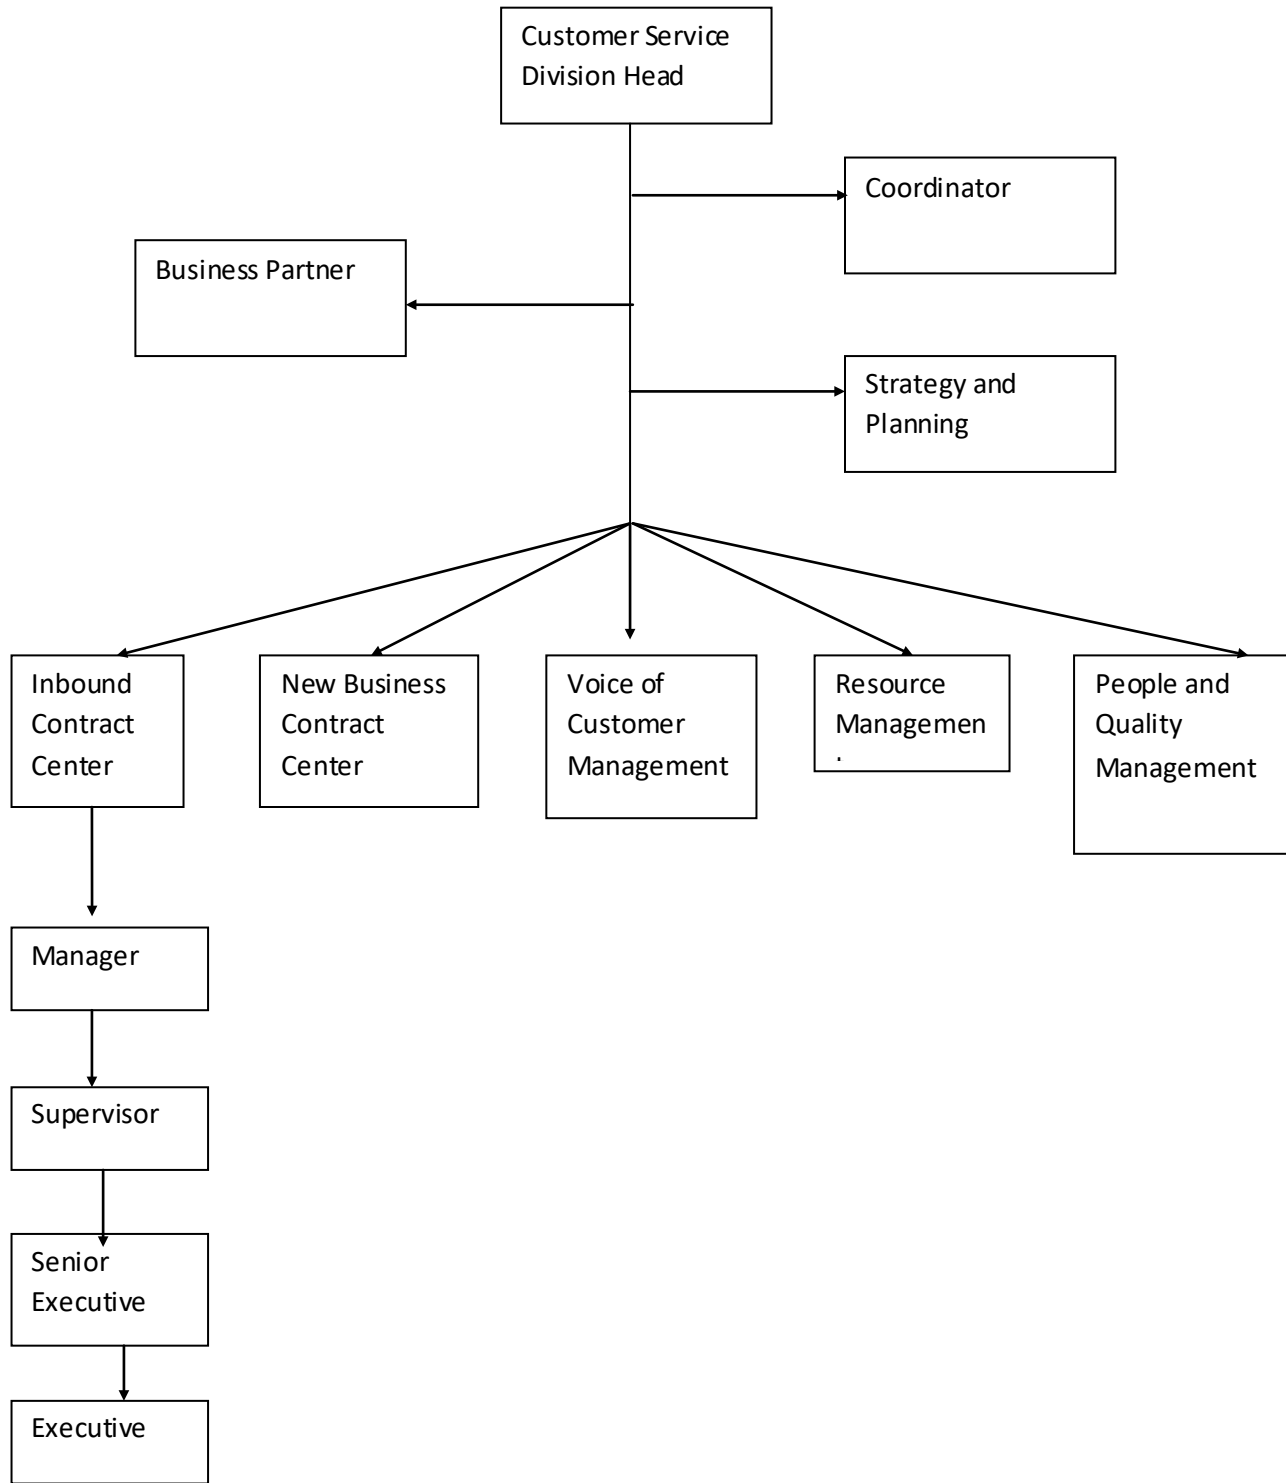 Customer Service
Division Head
Coordinator
Business Partner
Strategy and
Planning
Inbound
Contract
Center
New Business
Contract
Center
Voice of
Customer
Management
Resource
Managemen
People and
Quality
Management
Manager
Supervisor
Senior
Executive
Executive